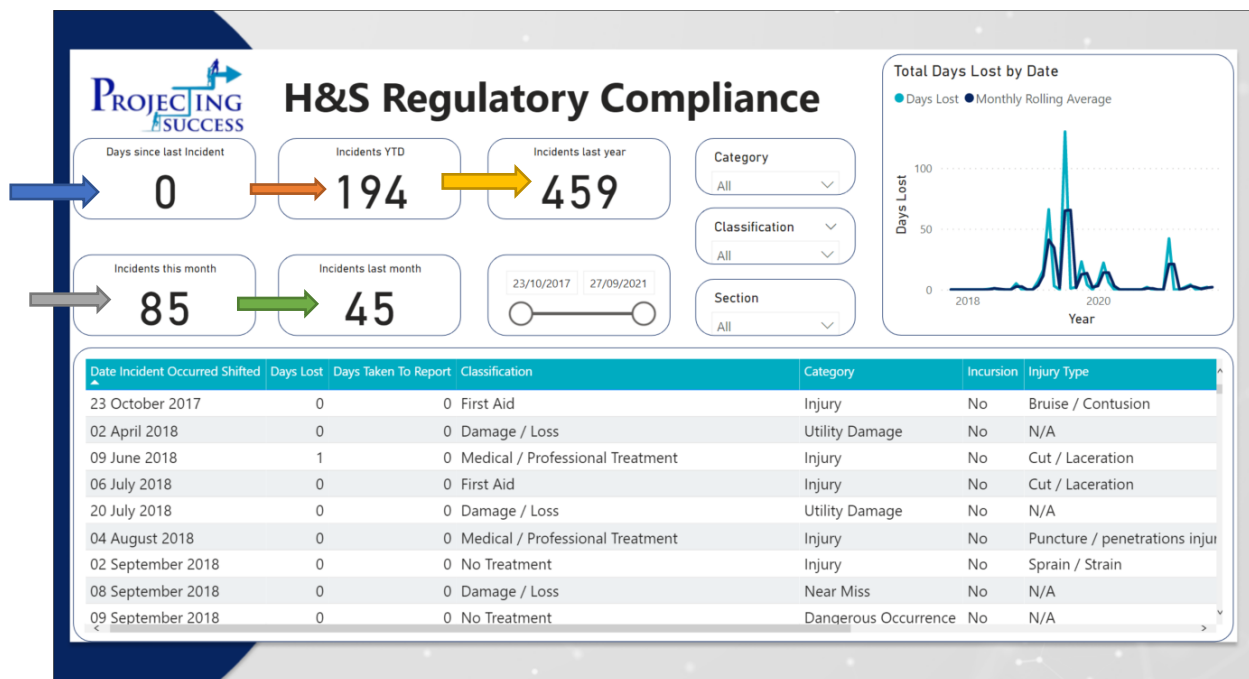 PROJECTING
SUCCESS
H&S Regulatory Compliance
Days since last Incident
0
Incidents YTD
194
Incidents last year
459
Incidents this month
85
Incidents last month
45
23/10/2017 27/09/2021
Category
All
Classification
All
Section
All
Total Days Lost by Date
Days Lost Monthly Rolling Average
Days Lost
100
50
0
2018 2020
Year
Date Incident Occurred Shifted Days Lost Days Taken To Report Classification Category Incursion Injury Type
23 October 2017 0 0 First Aid Injury No Bruise / Contusion
02 April 2018 0 0 Damage / Loss Utility Damage No N/A
09 June 2018 1 0 Medical / Professional Treatment Injury No Cut / Laceration
06 July 2018 0 0 First Aid Injury No Cut / Laceration
20 July 2018 0 0 Damage / Loss Utility Damage No N/A
04 August 2018 0 0 Medical / Professional Treatment Injury No Puncture / penetrations injur
02 September 2018 0 0 No Treatment Injury No Sprain / Strain
08 September 2018 0 0 Damage / Loss Near Miss No N/A
09 September 2018 0 0 No Treatment Dangerous Occurrence No N/A